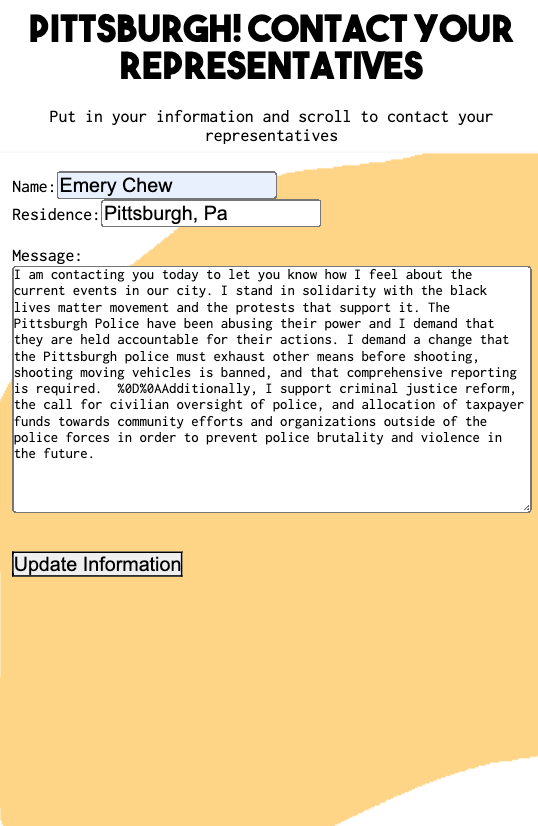 PITTSBURGH! CONTACT YOUR
REPRESENTATIVES
Put in your information and scroll to contact your
representatives
Name: Emery Chew
Residence: Pittsburgh, Pa
Message:
I am contacting you today to let you know how I feel about the
current events in our city. I stand in solidarity with the black
lives matter movement and the protests that support it. The
Pittsburgh Police have been abusing their power and I demand that
they are held accountable for their actions. I demand a change that
the Pittsburgh police must exhaust other means before shooting,
shooting moving vehicles is banned, and that comprehensive reporting
is required.  %0D%0AAdditionally, I support criminal justice reform,
the call for civilian oversight of police, and allocation of taxpayer
funds towards community efforts and organizations outside of the
police forces in order to prevent police brutality and violence in
the future.
Update Information